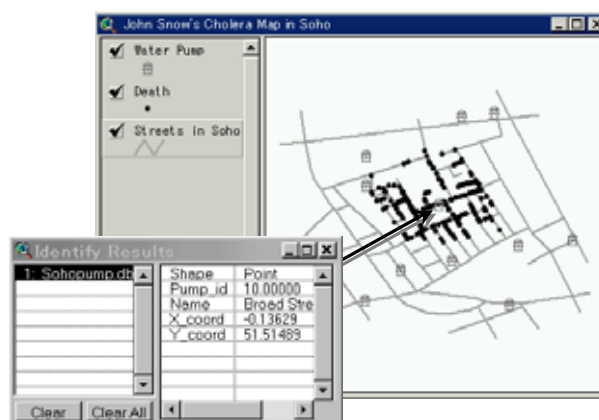 John Snow's Cholera Map in Soho
Water Pump
Death
Streets in Soho
Identify Results
1: Sohopump.db
Shape Point
Pump_id 10.00000
Name Broad Stre
X_coord -0.13629
Y_coord 51.51489
Clear Clear All